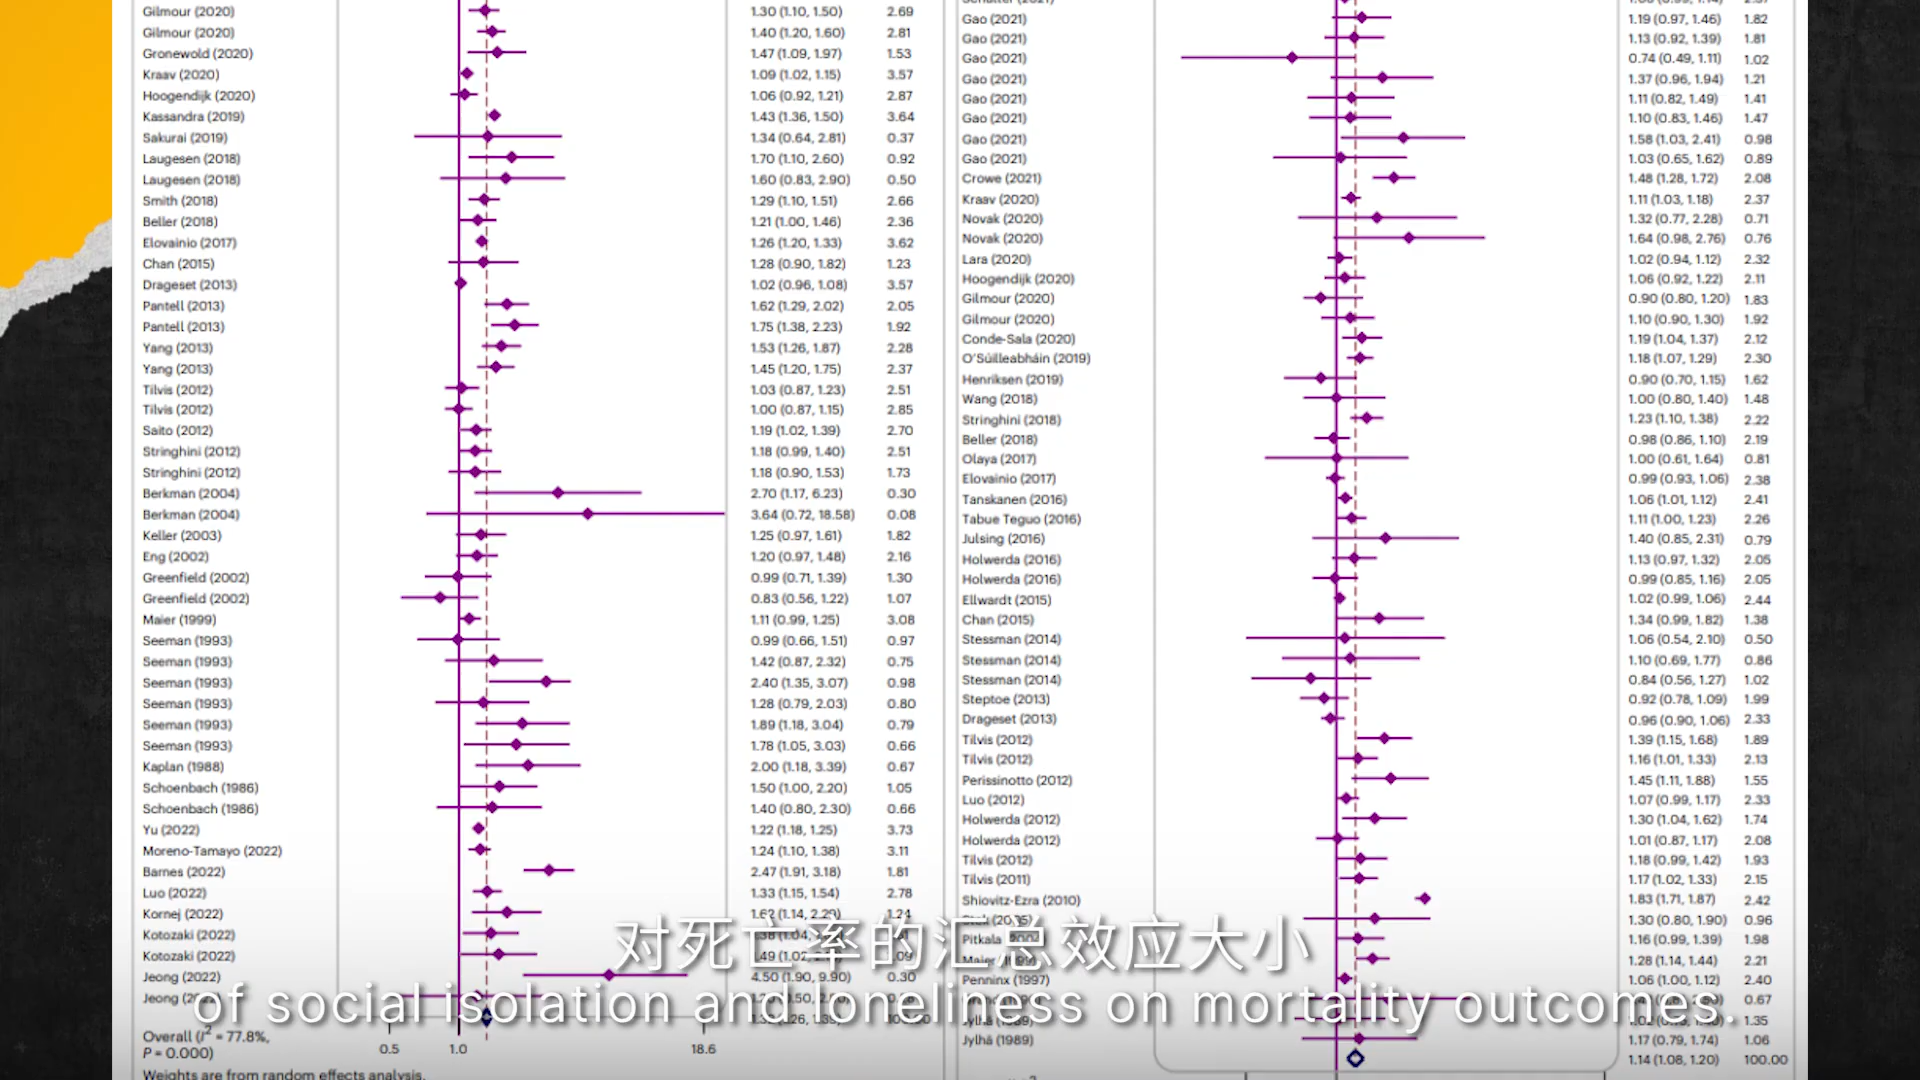 Gilmour (2020) 1.30 (1.10, 1.50) 2.69
Gilmour (2020) 1.40 (1.20, 1.60) 2.81
Gronewold (2020) 1.47 (1.09, 1.97) 1.53
Kraav (2020) 1.09 (1.02, 1.15) 3.57
Hoogendijk (2020) 1.06 (0.92, 1.21) 2.87
Kassandra (2019) 1.43 (1.36, 1.50) 3.64
Sakurai (2019) 1.34 (0.64, 2.81) 0.37
Laugesen (2018) 1.70 (1.10, 2.60) 0.92
Laugesen (2018) 1.60 (0.83, 2.90) 0.50
Smith (2018) 1.29 (1.10, 1.51) 2.66
Beller (2018) 1.21 (1.00, 1.46) 2.36
Elovainio (2017) 1.26 (1.20, 1.33) 3.62
Chan (2015) 1.28 (0.90, 1.82) 1.23
Drageset (2013) 1.02 (0.96, 1.08) 3.57
Pantell (2013) 1.62 (1.29, 2.02) 2.05
Pantell (2013) 1.75 (1.38, 2.23) 1.92
Yang (2013) 1.53 (1.26, 1.87) 2.28
Yang (2013) 1.45 (1.20, 1.75) 2.37
Tilvis (2012) 1.03 (0.87, 1.23) 2.51
Tilvis (2012) 1.00 (0.87, 1.15) 2.85
Saito (2012) 1.19 (1.02, 1.39) 2.70
Stringhini (2012) 1.18 (0.99, 1.40) 2.51
Stringhini (2012) 1.18 (0.90, 1.53) 1.73
Berkman (2004) 2.70 (1.17, 6.23) 0.30
Berkman (2004) 3.64 (0.72, 18.58) 0.08
Keller (2003) 1.25 (0.97, 1.61) 1.82
Eng (2002) 1.20 (0.97, 1.48) 2.16
Greenfield (2002) 0.99 (0.71, 1.39) 1.30
Greenfield (2002) 0.83 (0.56, 1.22) 1.07
Maier (1999) 1.11 (0.99, 1.25) 3.08
Seeman (1993) 0.99 (0.66, 1.51) 0.97
Seeman (1993) 1.42 (0.87, 2.32) 0.75
Seeman (1993) 2.40 (1.35, 3.07) 0.98
Seeman (1993) 1.28 (0.79, 2.03) 0.80
Seeman (1993) 1.89 (1.18, 3.04) 0.79
Seeman (1993) 1.78 (1.05, 3.03) 0.66
Kaplan (1988) 2.00 (1.18, 3.39) 0.67
Schoenbach (1986) 1.50 (1.00, 2.20) 1.05
Schoenbach (1986) 1.40 (0.80, 2.30) 0.66
Yu (2022) 1.22 (1.18, 1.25) 3.73
Moreno-Tamayo (2022) 1.24 (1.10, 1.38) 3.11
Barnes (2022) 2.47 (1.91, 3.18) 1.81
Luo (2022) 1.33 (1.15, 1.54) 2.78
Kornej (2022) 1.62 (1.14, 2.29) 1.24
Kotozaki (2022)
Kotozaki (2022)
Jeong (2022) 4.50 (1.90, 9.90) 0.30
Jeong
Overall (I² = 77.8%,
P = 0.000)
0.5 1.0 18.6
Weights are from random effects analysis.
Gao (2021) 1.19 (0.97, 1.46) 1.82
Gao (2021) 1.13 (0.92, 1.39) 1.81
Gao (2021) 0.74 (0.49, 1.11) 1.02
Gao (2021) 1.37 (0.96, 1.94) 1.21
Gao (2021) 1.11 (0.82, 1.49) 1.41
Gao (2021) 1.10 (0.83, 1.46) 1.47
Gao (2021) 1.58 (1.03, 2.41) 0.98
Gao (2021) 1.03 (0.65, 1.62) 0.89
Crowe (2021) 1.48 (1.28, 1.72) 2.08
Kraav (2020) 1.11 (1.03, 1.18) 2.37
Novak (2020) 1.32 (0.77, 2.28) 0.71
Novak (2020) 1.64 (0.98, 2.76) 0.76
Lara (2020) 1.02 (0.94, 1.12) 2.32
Hoogendijk (2020) 1.06 (0.92, 1.22) 2.11
Gilmour (2020) 0.90 (0.80, 1.20) 1.83
Gilmour (2020) 1.10 (0.90, 1.30) 1.92
Conde-Sala (2020) 1.19 (1.04, 1.37) 2.12
O'Súilleabháin (2019) 1.18 (1.07, 1.29) 2.30
Henriksen (2019) 0.90 (0.70, 1.15) 1.62
Wang (2018) 1.00 (0.80, 1.40) 1.48
Stringhini (2018) 1.23 (1.10, 1.38) 2.22
Beller (2018) 0.98 (0.86, 1.10) 2.19
Olaya (2017) 1.00 (0.61, 1.64) 0.81
Elovainio (2017) 0.99 (0.93, 1.06) 2.38
Tanskanen (2016) 1.06 (1.01, 1.12) 2.41
Tabue Teguo (2016) 1.11 (1.00, 1.23) 2.26
Julsing (2016) 1.40 (0.85, 2.31) 0.79
Holwerda (2016) 1.13 (0.97, 1.32) 2.05
Holwerda (2016) 0.99 (0.85, 1.16) 2.05
Ellwardt (2015) 1.02 (0.99, 1.06) 2.44
Chan (2015) 1.34 (0.99, 1.82) 1.38
Stessman (2014) 1.06 (0.54, 2.10) 0.50
Stessman (2014) 1.10 (0.69, 1.77) 0.86
Stessman (2014) 0.84 (0.56, 1.27) 1.02
Steptoe (2013) 0.92 (0.78, 1.09) 1.99
Drageset (2013) 0.96 (0.90, 1.06) 2.33
Tilvis (2012) 1.39 (1.15, 1.68) 1.89
Tilvis (2012) 1.16 (1.01, 1.33) 2.13
Perissinotto (2012) 1.45 (1.11, 1.88) 1.55
Luo (2012) 1.07 (0.99, 1.17) 2.33
Holwerda (2012) 1.30 (1.04, 1.62) 1.74
Holwerda (2012) 1.01 (0.87, 1.17) 2.08
Tilvis (2012) 1.18 (0.99, 1.42) 1.93
Tilvis (2011) 1.17 (1.02, 1.33) 2.15
Shiovitz-Ezra (2010) 1.83 (1.71, 1.87) 2.42
1.30 (0.80, 1.90) 0.96
Pitkala 1.16 (0.99, 1.39) 1.98
1.28 (1.14, 1.44) 2.21
Penninx (1997) 1.06 (1.00, 1.12) 2.40
0.67
Jylhä (1989) 1.35
Jylhä (1989) 1.17 (0.79, 1.74) 1.06
1.14 (1.08, 1.20) 100.00
对死亡率的汇总效应大小
of social isolation and loneliness on mortality outcomes.